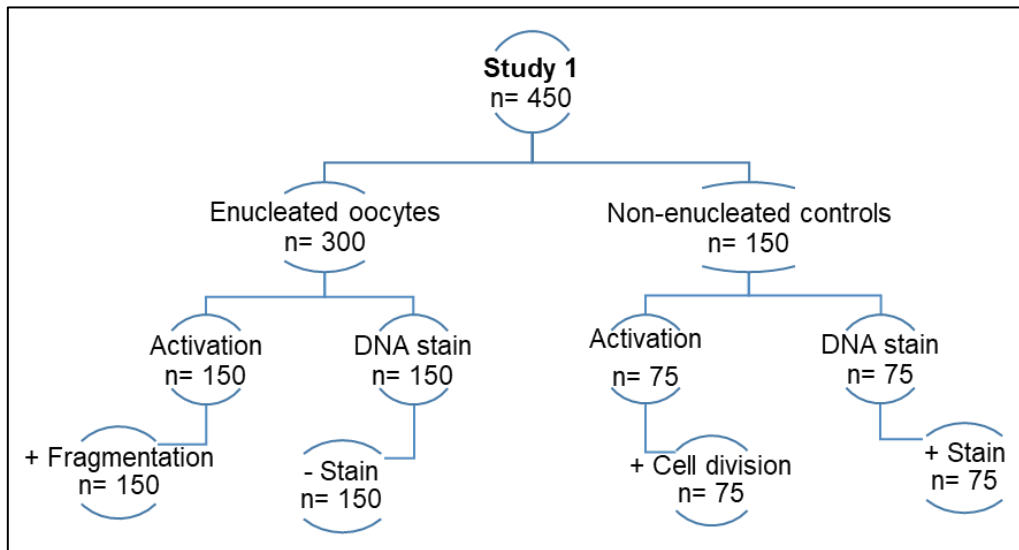 Study 1
n= 450
Enucleated oocytes
n= 300
Non-enucleated controls
n= 150
Activation
n= 150
DNA stain
n= 150
Activation
n= 75
DNA stain
n= 75
+ Fragmentation
n= 150
- Stain
n= 150
+ Cell division
n= 75
+ Stain
n= 75